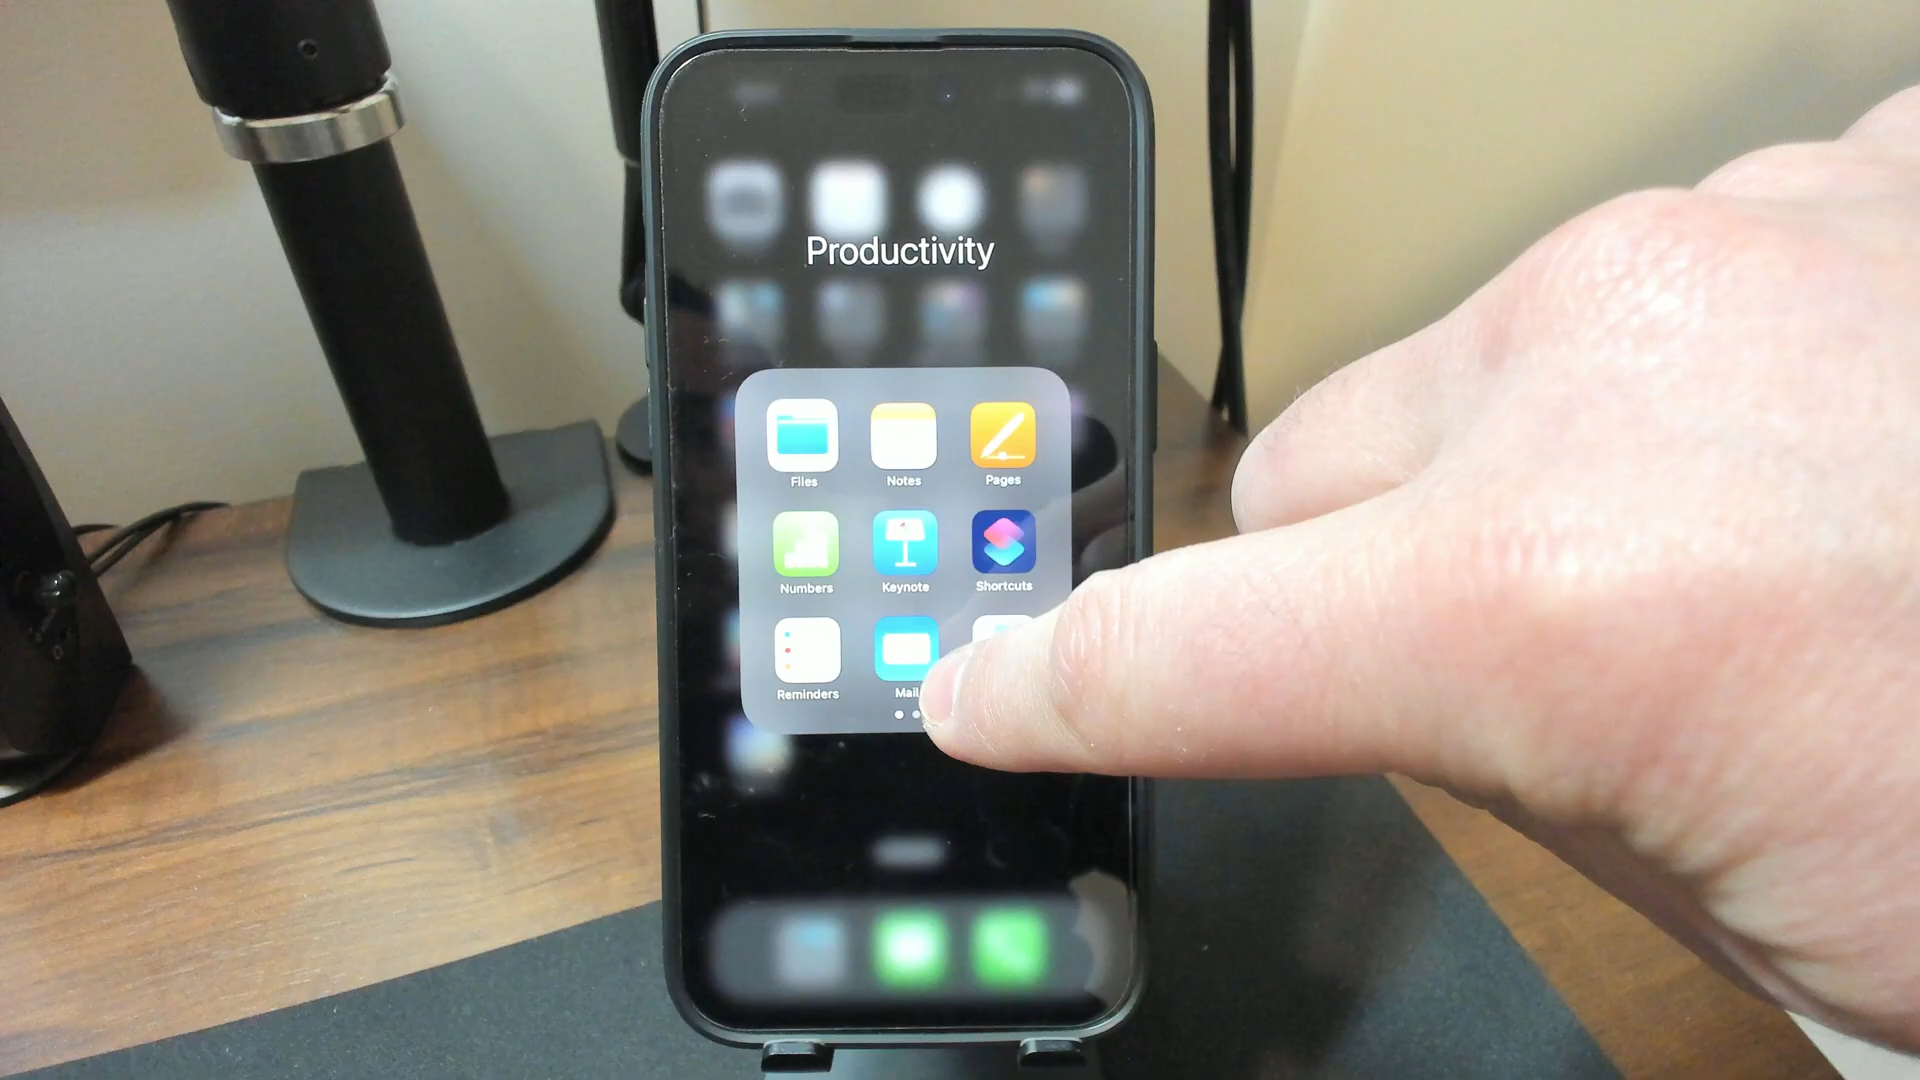 Productivity
Files Notes Pages
Numbers Keynote Shortcuts
Reminders Mail